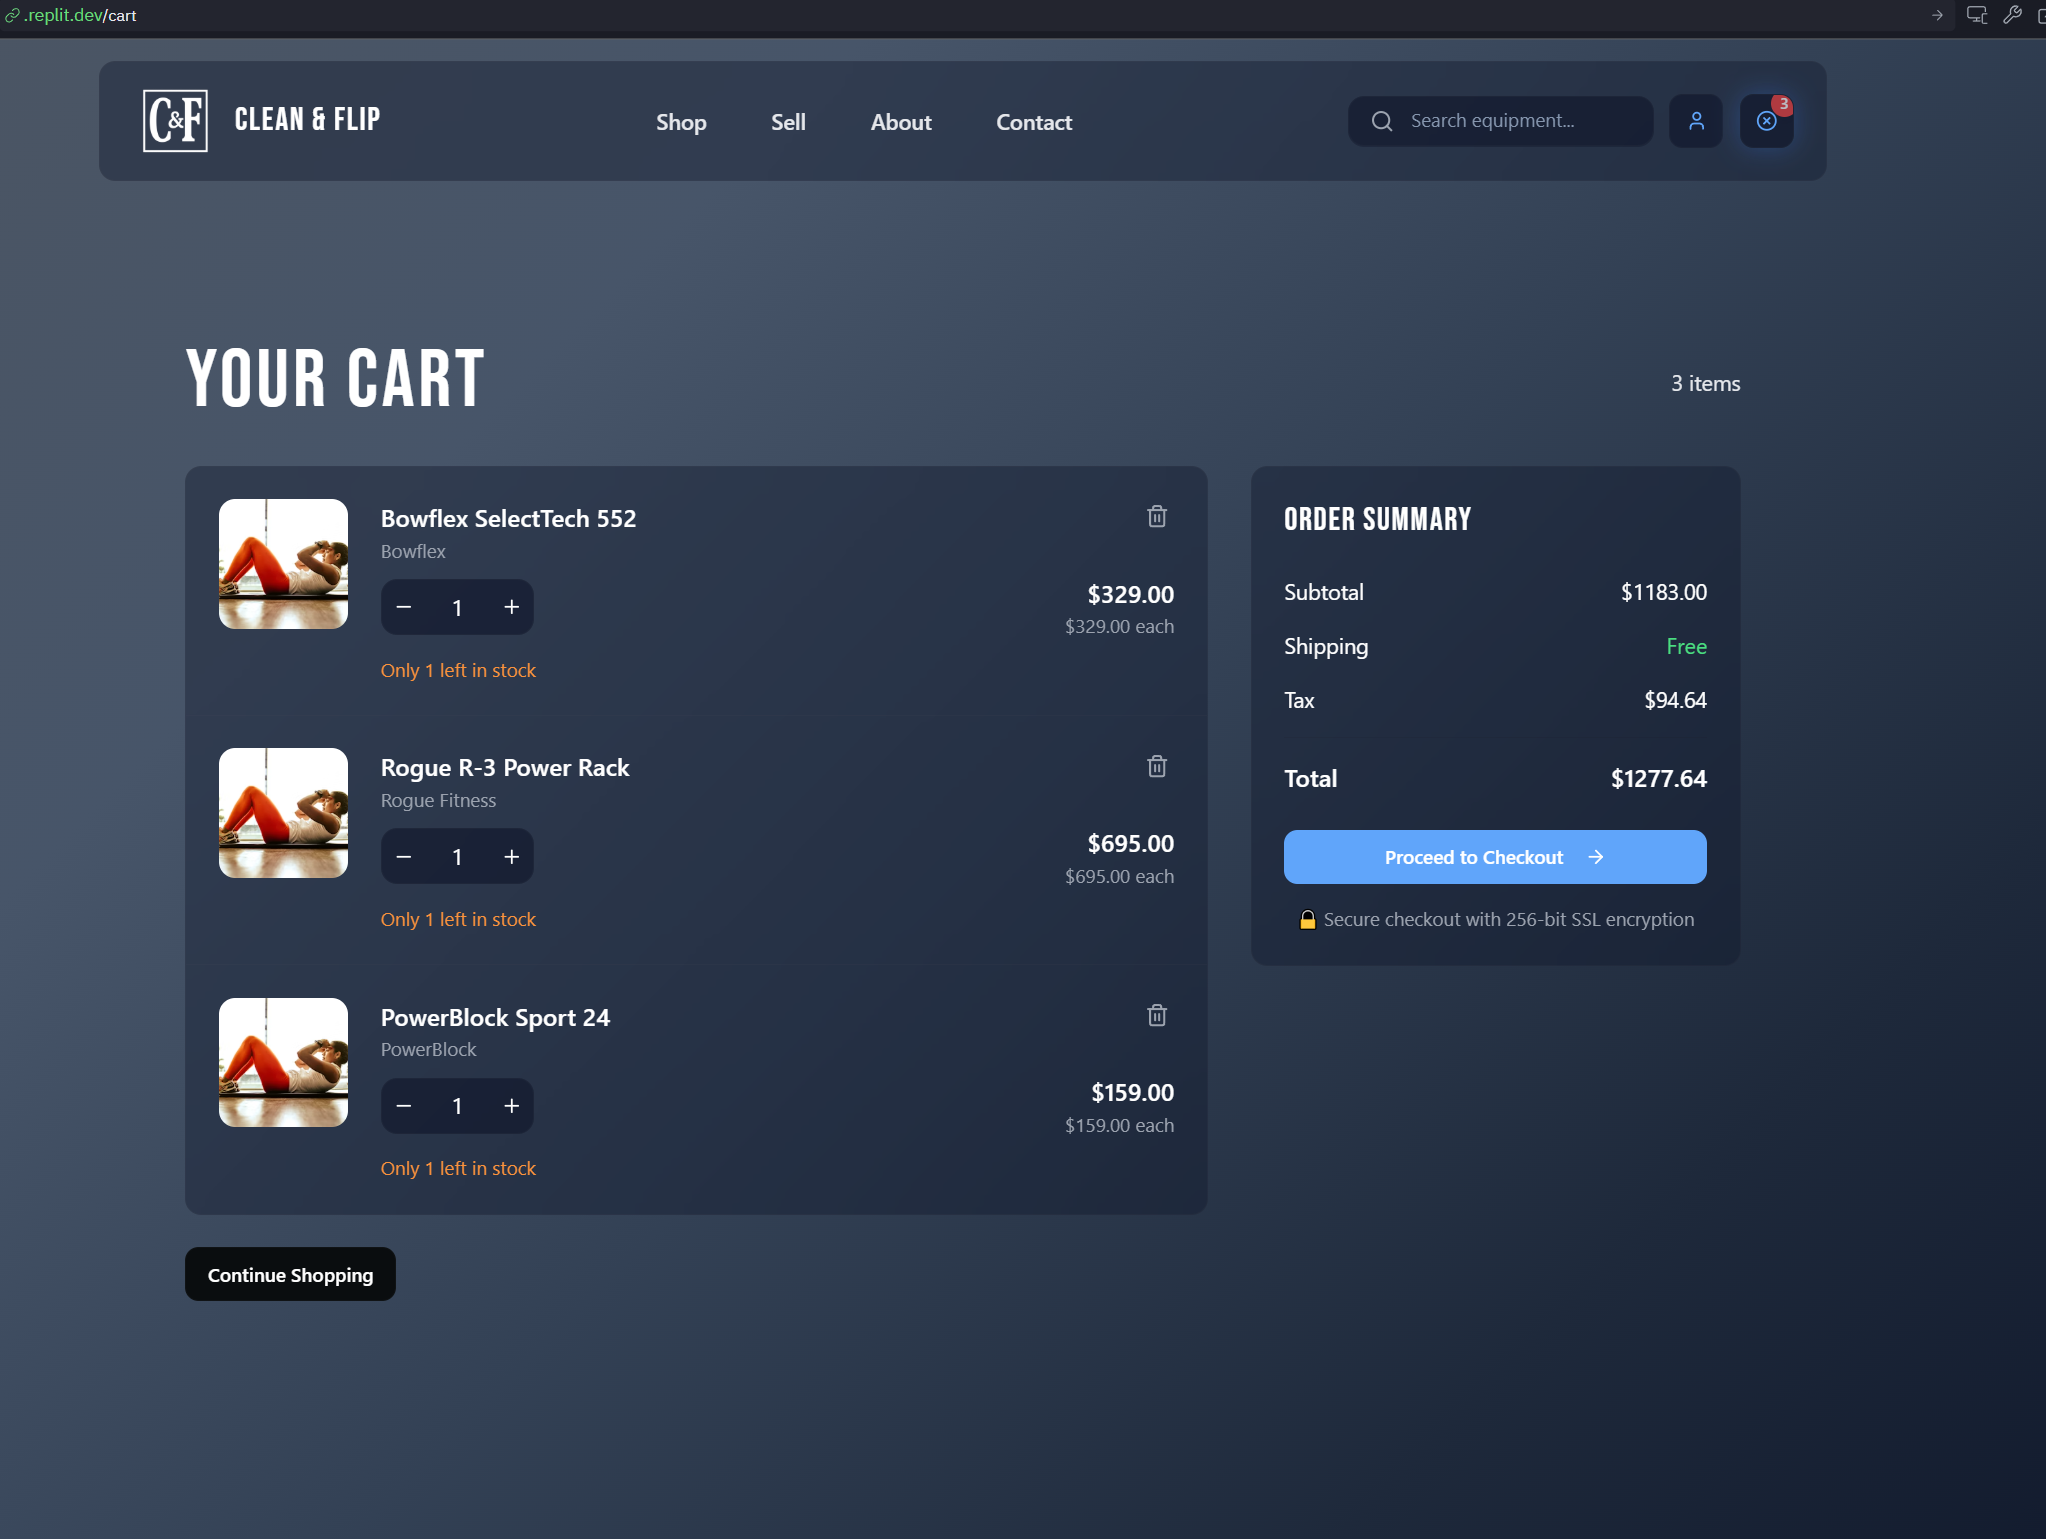 .replit.dev/cart
C&F
CLEAN & FLIP
Shop
Sell
About
Contact
Search equipment...
3
YOUR CART
3 items
Bowflex SelectTech 552
Bowflex
1
$329.00
$329.00 each
Only 1 left in stock
Rogue R-3 Power Rack
Rogue Fitness
1
$695.00
$695.00 each
Only 1 left in stock
PowerBlock Sport 24
PowerBlock
1
$159.00
$159.00 each
Only 1 left in stock
Continue Shopping
ORDER SUMMARY
Subtotal $1183.00
Shipping Free
Tax $94.64
Total $1277.64
Proceed to Checkout →
🔒 Secure checkout with 256-bit SSL encryption